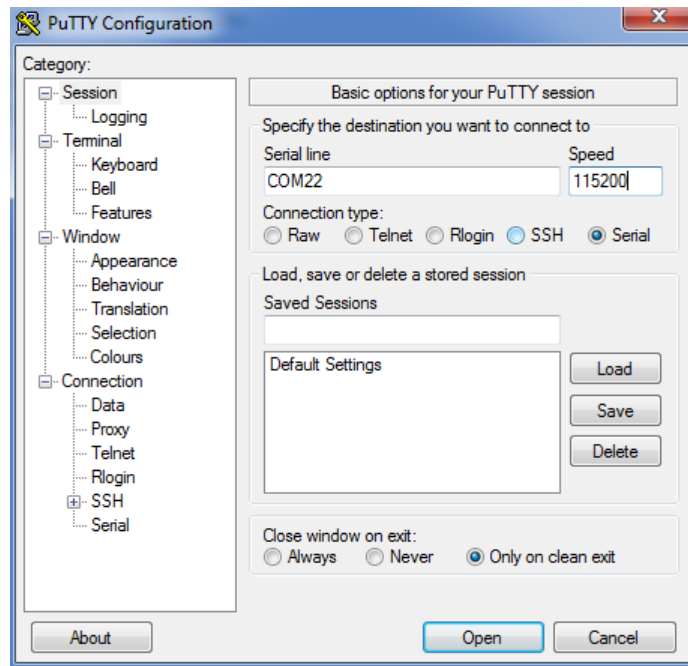 PuTTY Configuration
Category:
Session
Logging
Terminal
Keyboard
Bell
Features
Window
Appearance
Behaviour
Translation
Selection
Colours
Connection
Data
Proxy
Telnet
Rlogin
SSH
Serial
Basic options for your PuTTY session
Specify the destination you want to connect to
Serial line Speed
COM22 115200
Connection type:
Raw Telnet Rlogin SSH Serial
Load, save or delete a stored session
Saved Sessions
Default Settings
Load
Save
Delete
Close window on exit:
Always Never Only on clean exit
About Open Cancel